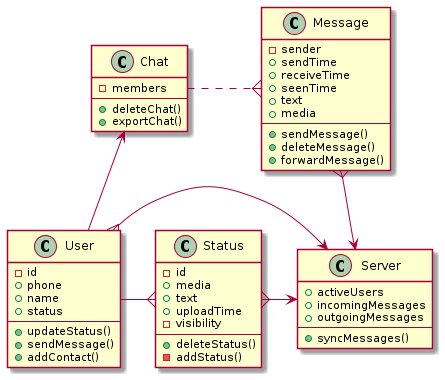 C Message
sender
sendTime
receiveTime
seenTime
text
media
sendMessage()
deleteMessage()
forwardMessage()
C Chat
members
deleteChat()
exportChat()
C User
id
phone
name
status
updateStatus()
sendMessage()
addContact()
C Status
id
media
text
uploadTime
visibility
deleteStatus()
addStatus()
C Server
activeUsers
incomingMessages
outgoingMessages
syncMessages()